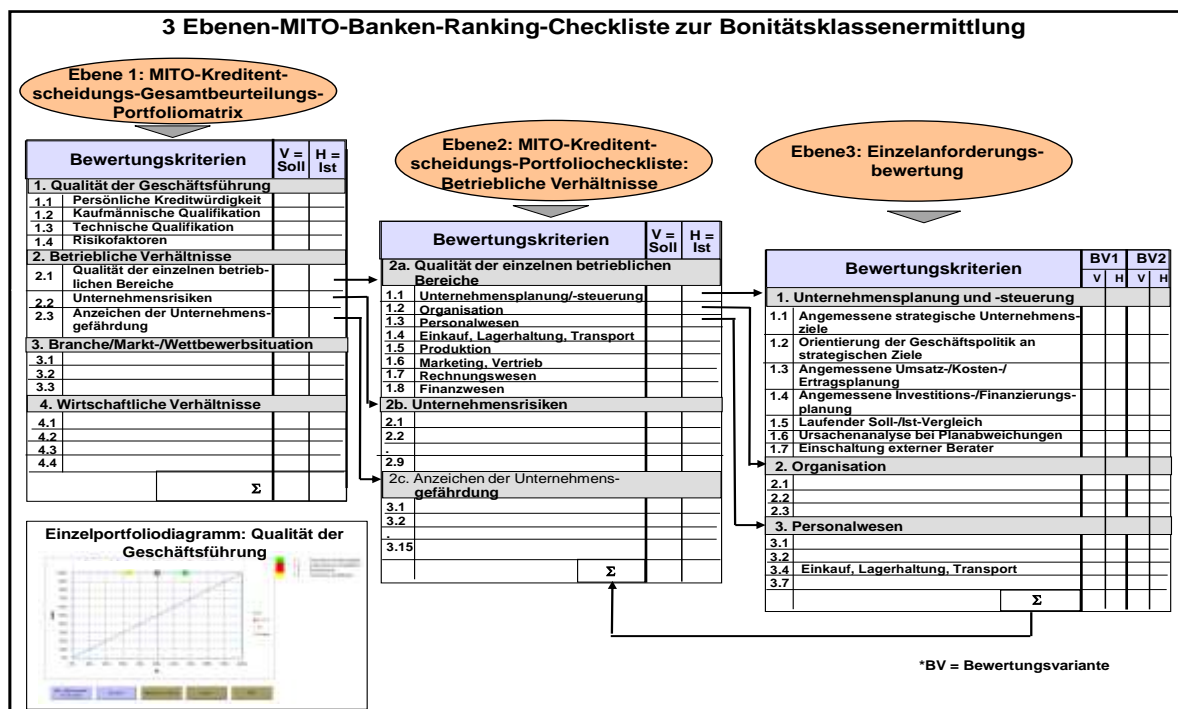 3 Ebenen-MITO-Banken-Ranking-Checkliste zur Bonitätsklassenermittlung
Ebene 1: MITO-Kreditent-
scheidungs-Gesamtbeurteilungs-
Portfoliomatrix
Bewertungskriterien
V =
Soll
H =
Ist
1. Qualität der Geschäftsführung
1.1 Persönliche Kreditwürdigkeit
1.2 Kaufmännische Qualifikation
1.3 Technische Qualifikation
1.4 Risikofaktoren
2. Betriebliche Verhältnisse
2.1 Qualität der einzelnen betrieb-
lichen Bereiche
2.2 Unternehmensrisiken
2.3 Anzeichen der Unternehmens-
gefährdung
3. Branche/Markt-/Wettbewerbsituation
3.1
3.2
3.3
4. Wirtschaftliche Verhältnisse
4.1
4.2
4.3
4.4
Σ
Einzelportfoliodiagramm: Qualität der
Geschäftsführung
Ebene2: MITO-Kreditent-
scheidungs-Portfoliocheckliste:
Betriebliche Verhältnisse
Bewertungskriterien
V =
Soll
H =
Ist
2a. Qualität der einzelnen betrieblichen
Bereiche
1.1 Unternehmensplanung/-steuerung
1.2 Organisation
1.3 Personalwesen
1.4 Einkauf, Lagerhaltung, Transport
1.5 Produktion
1.6 Marketing, Vertrieb
1.7 Rechnungswesen
1.8 Finanzwesen
2b. Unternehmensrisiken
2.1
2.2
.
2.9
2c. Anzeichen der Unternehmens-
gefährdung
3.1
3.2
.
3.15
Σ
Ebene3: Einzelanforderungs-
bewertung
Bewertungskriterien
BV1 BV2
V H V H
1. Unternehmensplanung und -steuerung
1.1 Angemessene strategische Unternehmens-
ziele
1.2 Orientierung der Geschäftspolitik an
strategischen Ziele
1.3 Angemessene Umsatz-/Kosten-/
Ertragsplanung
1.4 Angemessene Investitions-/Finanzierungs-
planung
1.5 Laufender Soll-/Ist-Vergleich
1.6 Ursachenanalyse bei Planabweichungen
1.7 Einschaltung externer Berater
2. Organisation
2.1
2.2
2.3
3. Personalwesen
3.1
3.2
3.4 Einkauf, Lagerhaltung, Transport
3.7
Σ
*BV = Bewertungsvariante